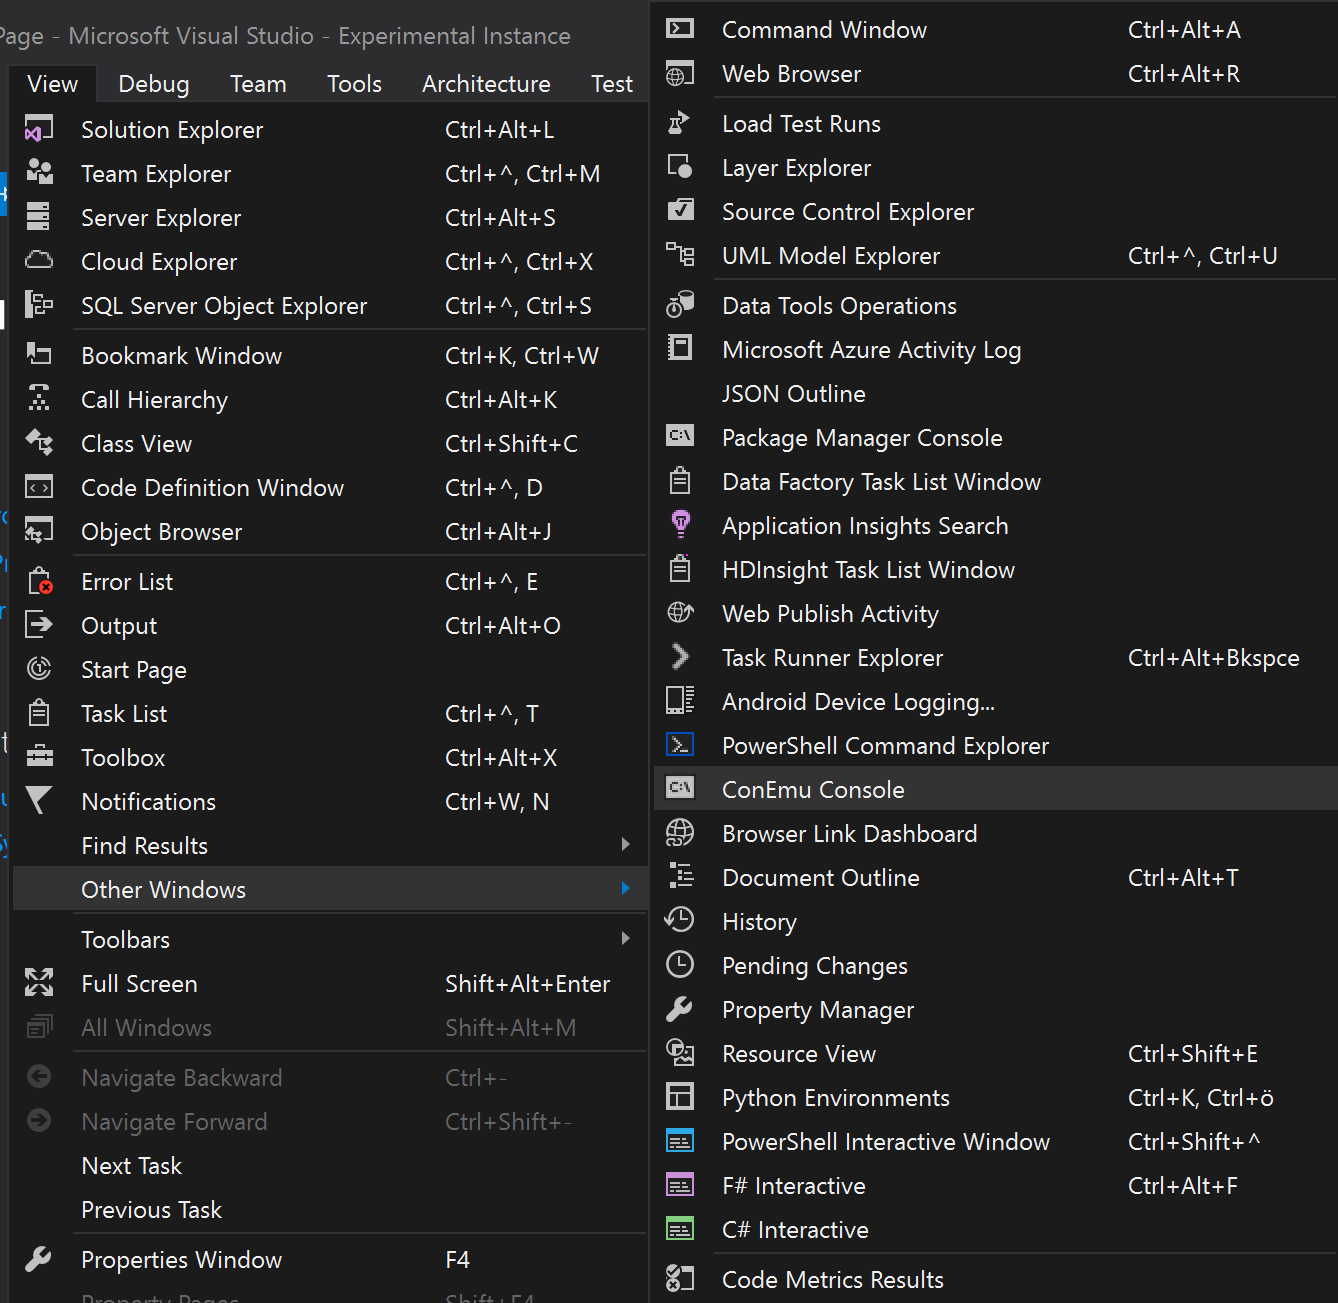 Page - Microsoft Visual Studio - Experimental Instance
View Debug Team Tools Architecture Test
Solution Explorer Ctrl+Alt+L
Team Explorer Ctrl+^, Ctrl+M
Server Explorer Ctrl+Alt+S
Cloud Explorer Ctrl+^, Ctrl+X
SQL Server Object Explorer Ctrl+^, Ctrl+S
Bookmark Window Ctrl+K, Ctrl+W
Call Hierarchy Ctrl+Alt+K
Class View Ctrl+Shift+C
Code Definition Window Ctrl+^, D
Object Browser Ctrl+Alt+J
Error List Ctrl+^, E
Output Ctrl+Alt+O
Start Page
Task List Ctrl+^, T
Toolbox Ctrl+Alt+X
Notifications Ctrl+W, N
Find Results
Other Windows
Toolbars
Full Screen Shift+Alt+Enter
All Windows Shift+Alt+M
Navigate Backward Ctrl+-
Navigate Forward Ctrl+Shift+-
Next Task
Previous Task
Properties Window F4
Property Pages Shift+F4
Command Window Ctrl+Alt+A
Web Browser Ctrl+Alt+R
Load Test Runs
Layer Explorer
Source Control Explorer
UML Model Explorer Ctrl+^, Ctrl+U
Data Tools Operations
Microsoft Azure Activity Log
JSON Outline
Package Manager Console
Data Factory Task List Window
Application Insights Search
HDInsight Task List Window
Web Publish Activity
Task Runner Explorer Ctrl+Alt+Bkspce
Android Device Logging...
PowerShell Command Explorer
ConEmu Console
Browser Link Dashboard
Document Outline Ctrl+Alt+T
History
Pending Changes
Property Manager
Resource View Ctrl+Shift+E
Python Environments Ctrl+K, Ctrl+ö
PowerShell Interactive Window Ctrl+Shift+^
F# Interactive Ctrl+Alt+F
C# Interactive
Code Metrics Results